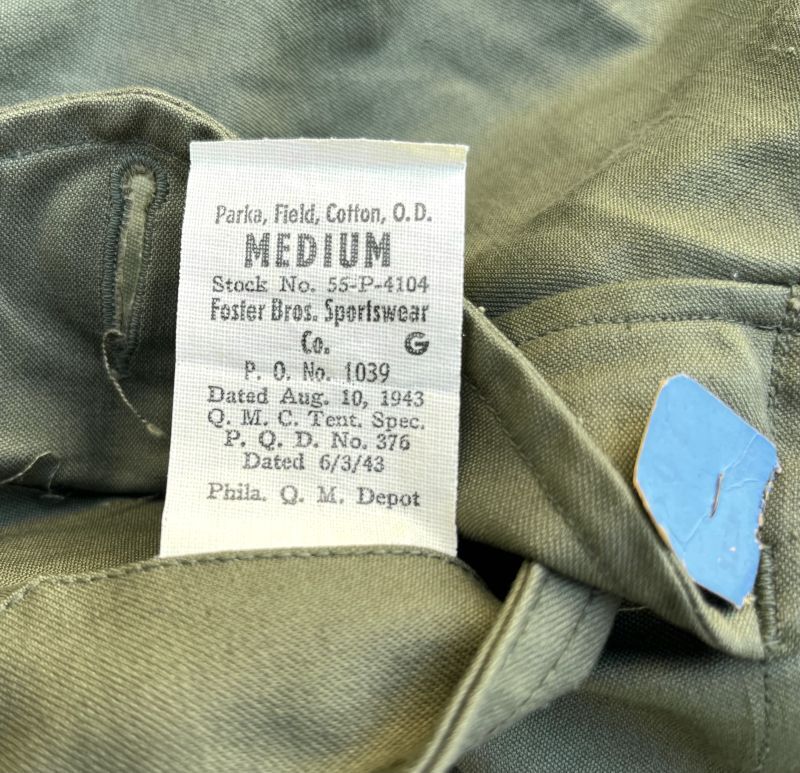 Parka, Field, Cotton, O.D.
MEDIUM
Stock No. 55-P-4104
Foster Bros. Sportswear
Co. G
P. O. No. 1039
Dated Aug. 10, 1943
Q. M. C. Tent. Spec.
P. Q. D. No. 376
Dated 6/3/43
Phila. Q. M. Depot